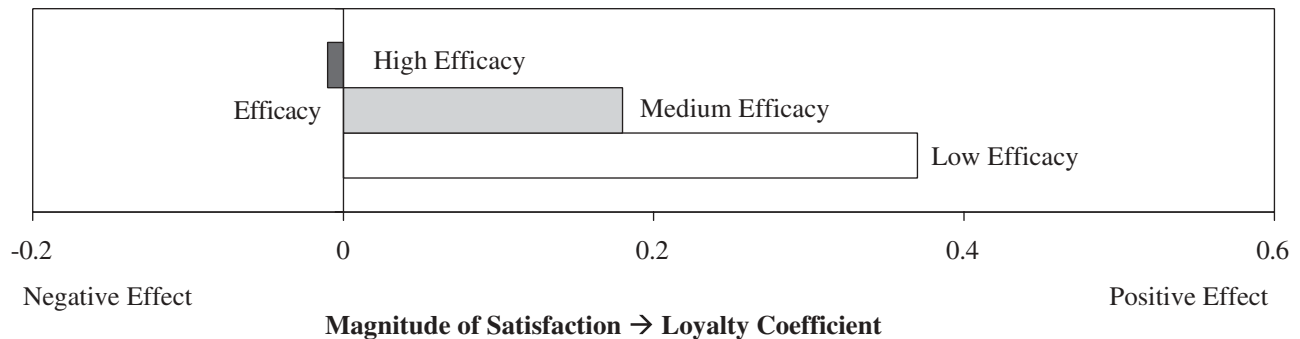 High Efficacy
Efficacy
Medium Efficacy
Low Efficacy
-0.2
0
0.2
0.4
0.6
Negative Effect
Positive Effect
Magnitude of Satisfaction → Loyalty Coefficient